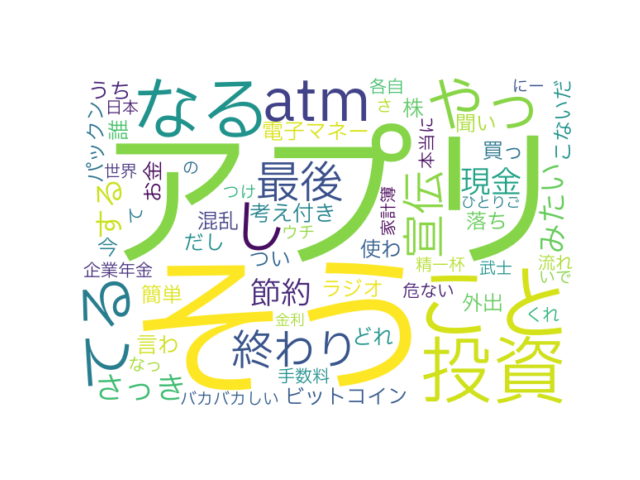 うち
日本
なる
atm
各自
さ
株
やっ
にー
こないだ
パックン
誰
電子マネー
聞い
本当に
買っ
世界
お金
アプリ
最後
宣伝
現金
みたい
する
の
つけ
家計簿
ひとりご
今
て
混乱
し
考え付き
落ち
だし
ウチ
つい
使わ
精一杯
武士
流れ
いで
企業年金
てる
簡単
そう
節約
ラジオ
危ない
こと
外出
くれ
金利
言わ
終わり
どれ
投資
なっ
さっき
手数料
バカバカしい
ビットコイン